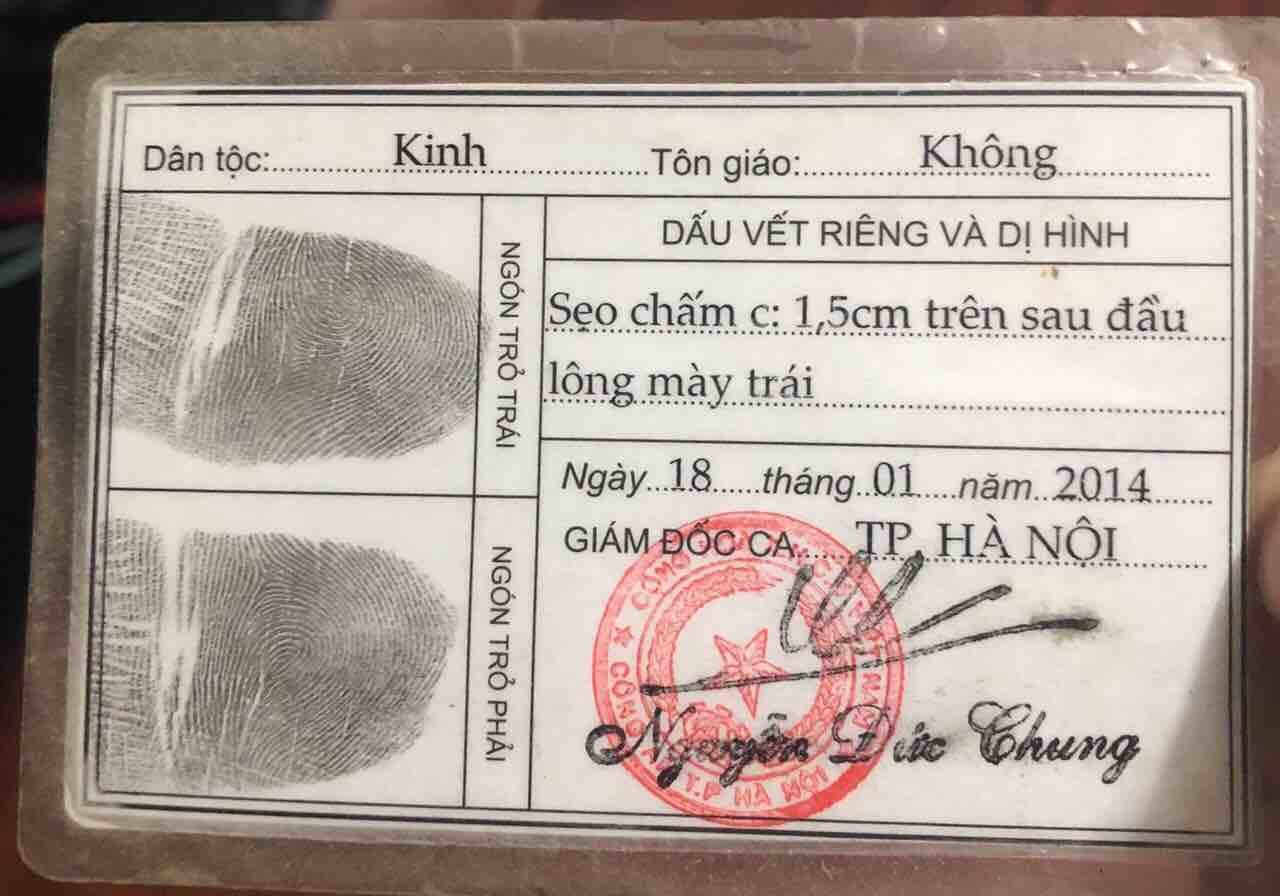 Dân tộc: Kinh Tôn giáo: Không
NGÓN TRỎ TRÁI
NGÓN TRỎ PHẢI
DẤU VẾT RIÊNG VÀ DỊ HÌNH
Sẹo chấm c: 1,5cm trên sau đầu
lông mày trái
Ngày 18 tháng 01 năm 2014
GIÁM ĐỐC CA TP, HÀ NỘI
Nguyễn Đức Chung
T.P HÀ NỘI